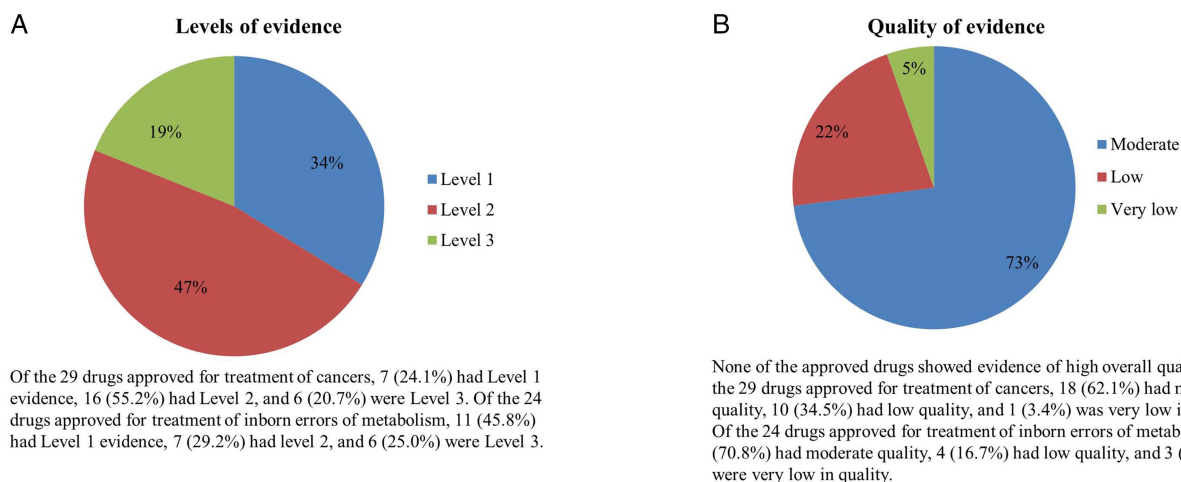 A
Levels of evidence
19%
34%
47%
Level 1
Level 2
Level 3
Of the 29 drugs approved for treatment of cancers, 7 (24.1%) had Level 1
evidence, 16 (55.2%) had Level 2, and 6 (20.7%) were Level 3. Of the 24
drugs approved for treatment of inborn errors of metabolism, 11 (45.8%)
had Level 1 evidence, 7 (29.2%) had level 2, and 6 (25.0%) were Level 3.
B
Quality of evidence
5%
22%
73%
Moderate
Low
Very low
None of the approved drugs showed evidence of high overall
the 29 drugs approved for treatment of cancers, 18 (62.1%) had
quality, 10 (34.5%) had low quality, and 1 (3.4%) was very low
Of the 24 drugs approved for treatment of inborn errors of
(70.8%) had moderate quality, 4 (16.7%) had low quality, and 3
were very low in quality.